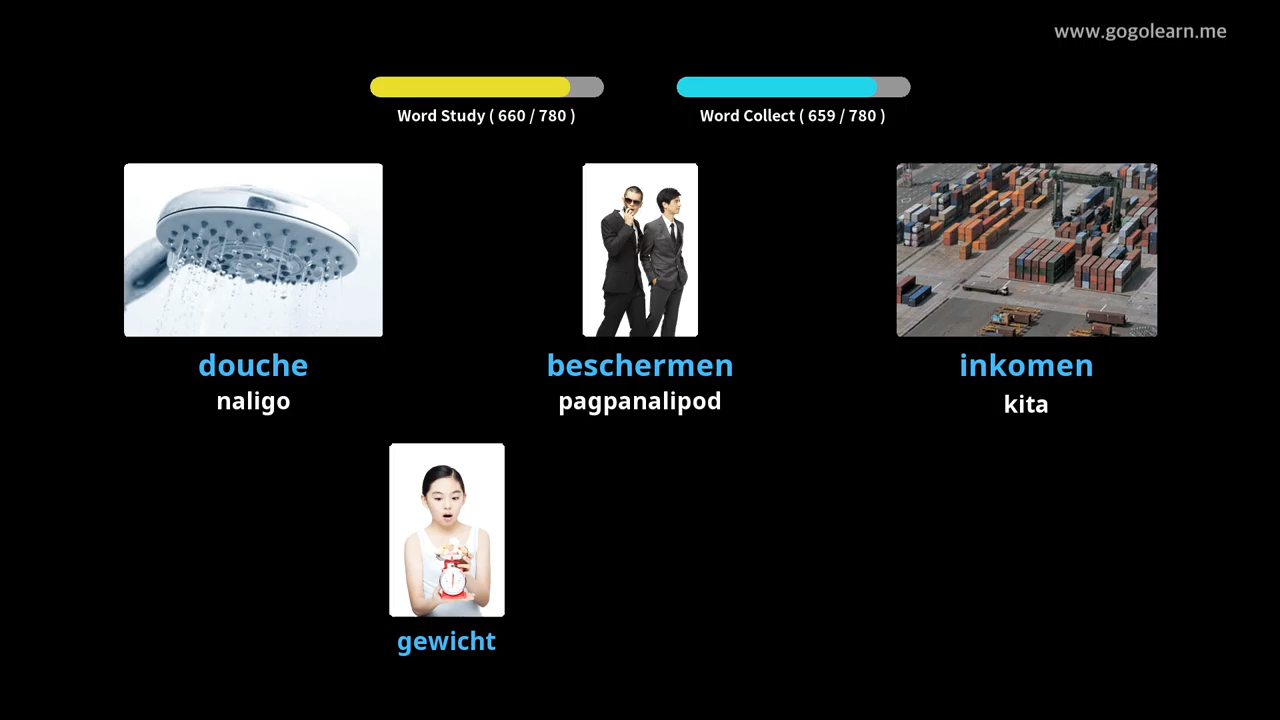 www.gogolearn.me
Word Study ( 660 / 780 )
Word Collect ( 659 / 780 )
douche
naligo
beschermen
pagpanalipod
inkomen
kita
gewicht